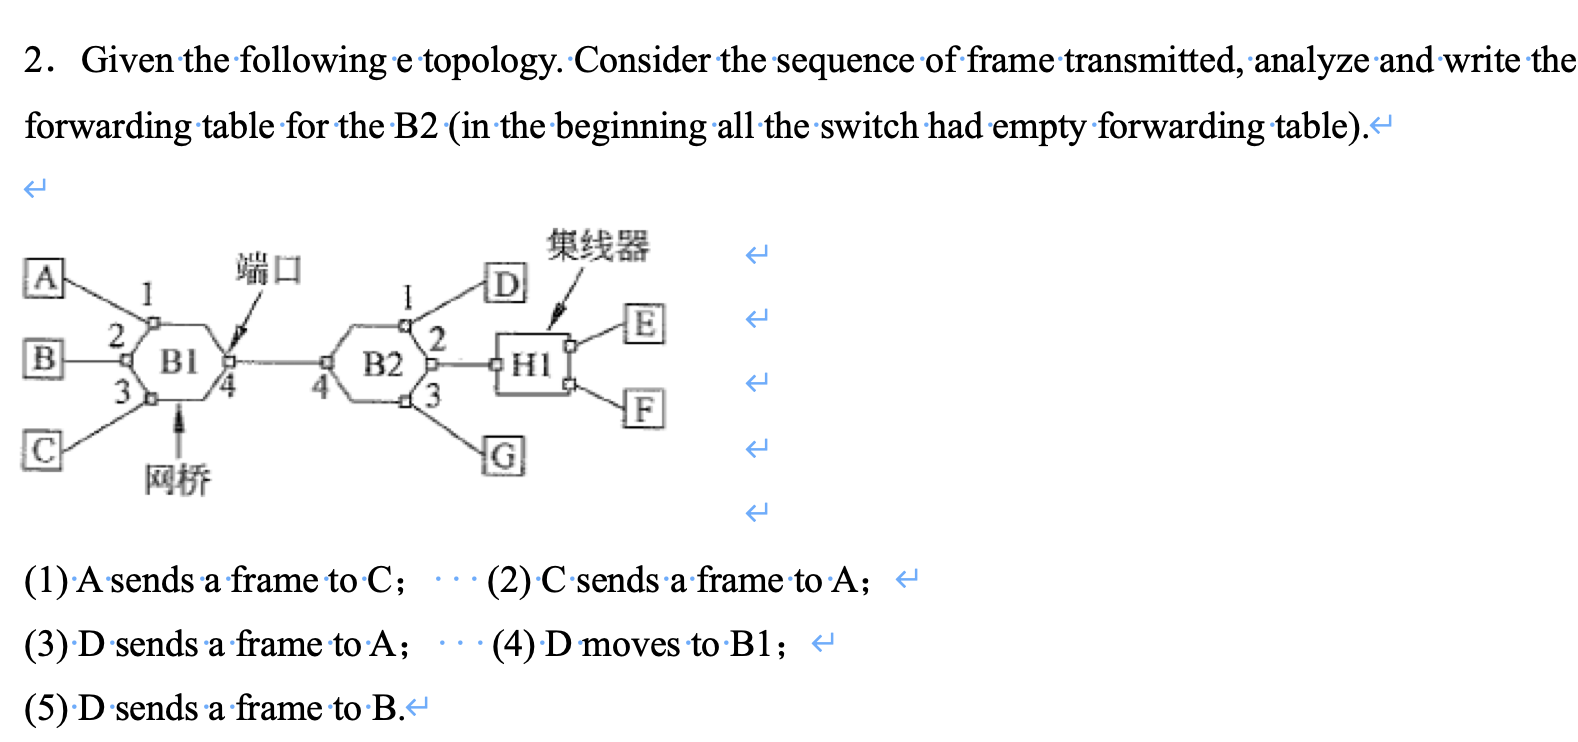 2. Given the following e topology. Consider the sequence of frame transmitted, analyze and write the
forwarding table for the B2 (in the beginning all the switch had empty forwarding table).
集线器
端口
A
1
D
1
E
2
2
B
B1
B2
H1
4
4
3
3
F
C
G
网桥
(1) A sends a frame to C; (2) C sends a frame to A;
(3) D sends a frame to A; (4) D moves to B1;
(5) D sends a frame to B.